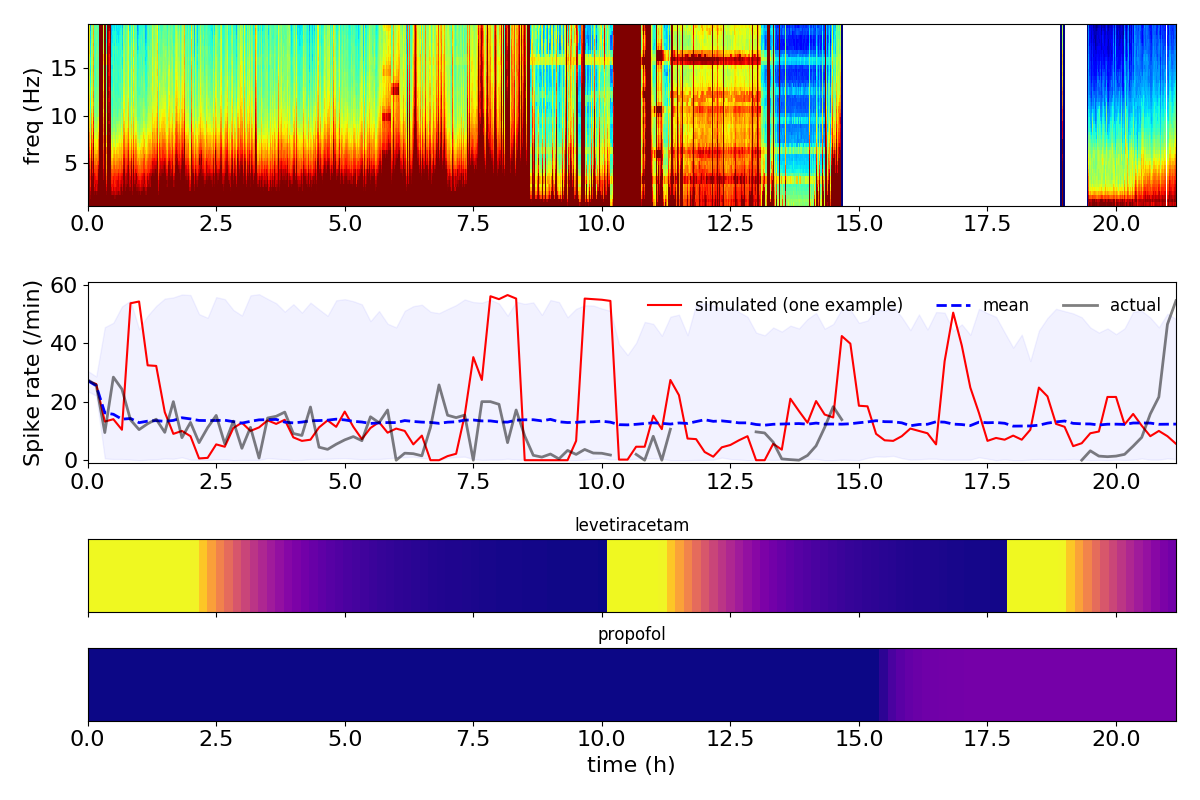 freq (Hz)
15
10
5
0.0 2.5 5.0 7.5 10.0 12.5 15.0 17.5 20.0
Spike rate (/min)
60
40
20
0
simulated (one example) mean actual
0.0 2.5 5.0 7.5 10.0 12.5 15.0 17.5 20.0
levetiracetam
propofol
0.0 2.5 5.0 7.5 10.0 12.5 15.0 17.5 20.0
time (h)